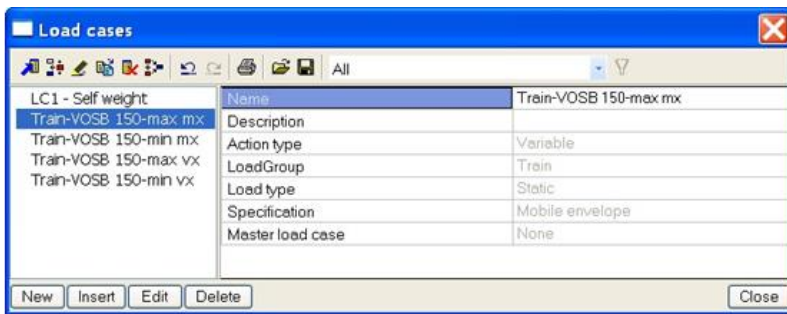 Load cases
All
LC1 - Self weight
Train-VOSB 150-max mx
Train-VOSB 150-min mx
Train-VOSB 150-max vx
Train-VOSB 150-min vx
Name Train-VOSB 150-max mx
Description
Action type Variable
LoadGroup Train
Load type Static
Specification Mobile envelope
Master load case None
New Insert Edit Delete Close